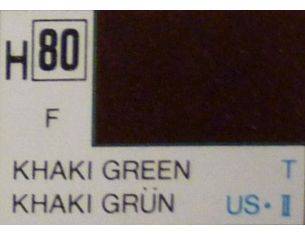 H 80
F
KHAKI GREEN T
KHAKI GRÜN US·II